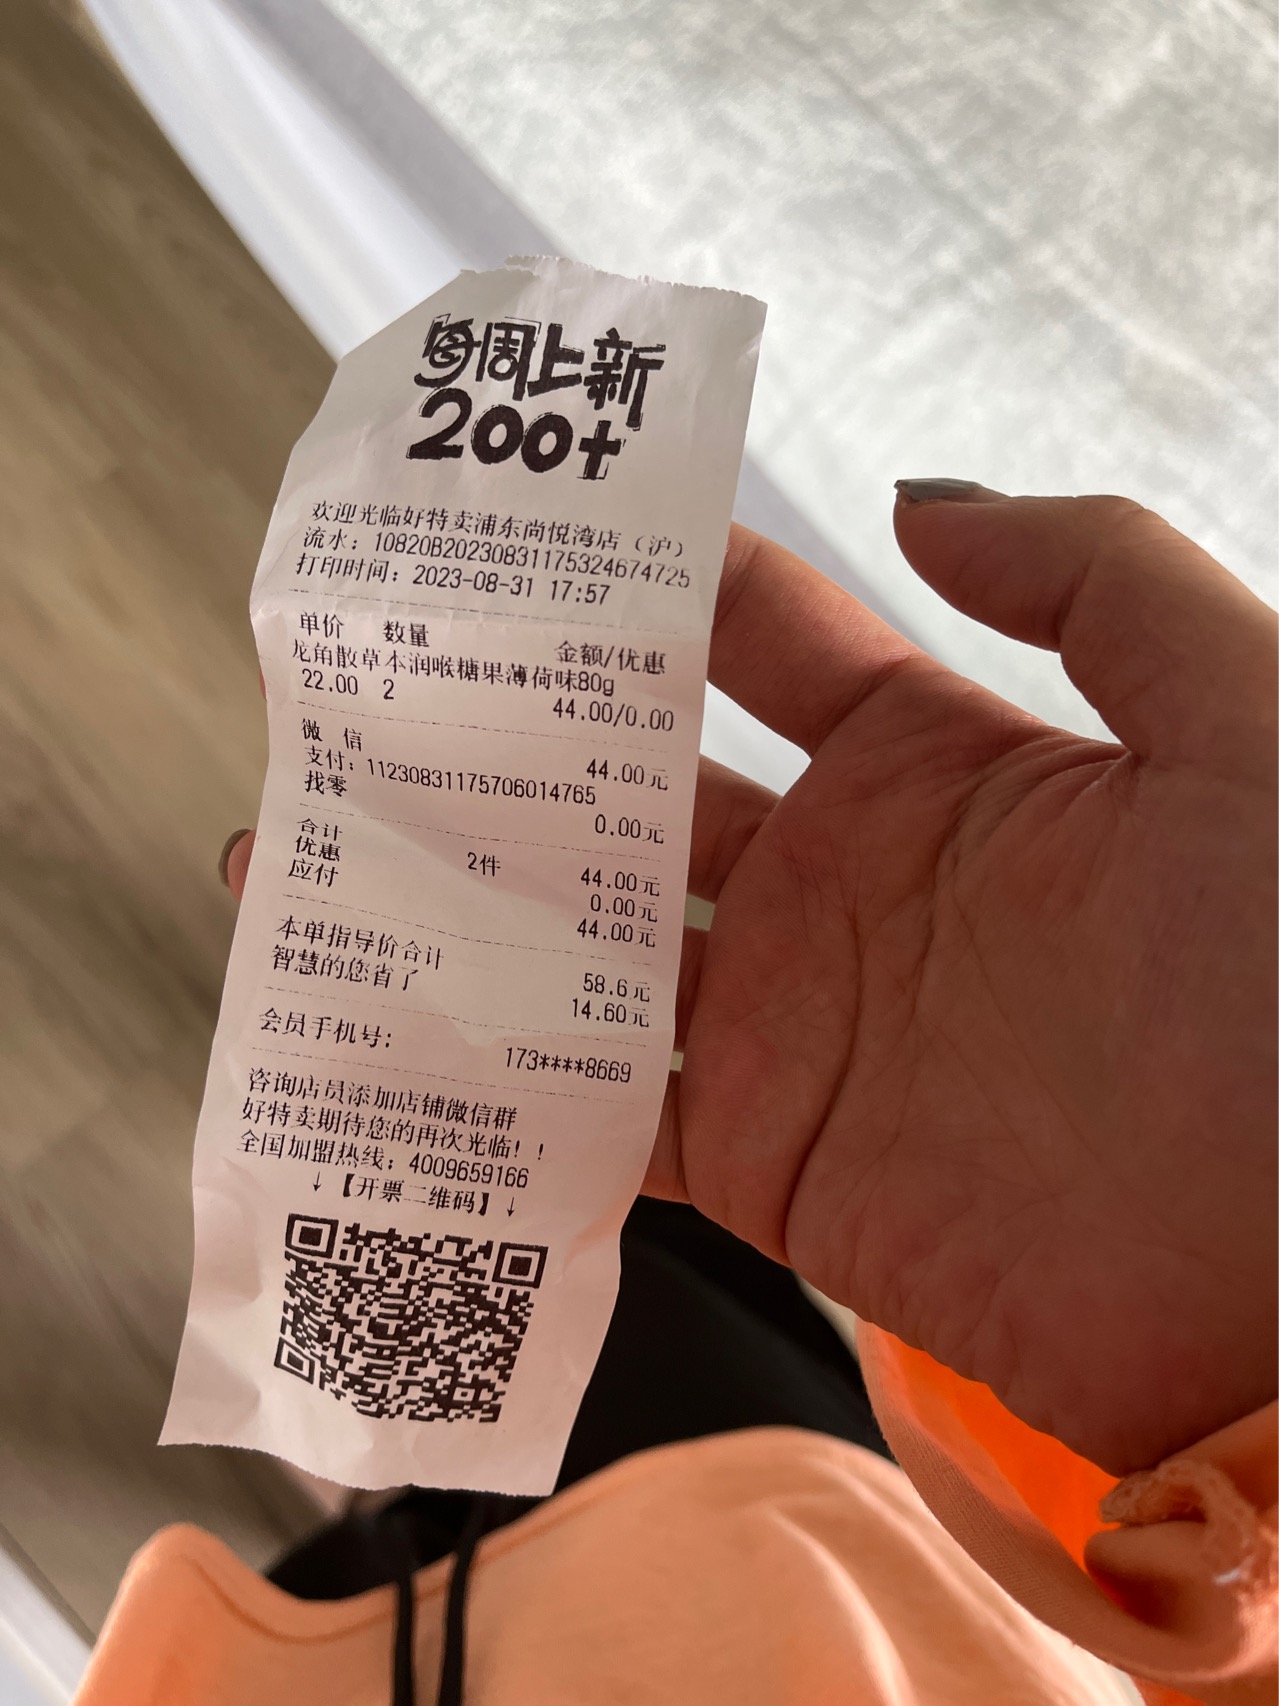 每周上新
200+
欢迎光临好特卖浦东尚悦湾店（沪）
流水：10820B202308311753246​74725
打印时间：2023-08-31 17:57
单价 数量 金额/优惠
龙角散草本润喉糖果薄荷味80g
22.00 2 44.00/0.00
微 信 44.00元
支付：11230831175706014765
找零 0.00元
合计 2件 44.00元
优惠 0.00元
应付 44.00元
本单指导价合计 58.6元
智慧的您省了 14.60元
会员手机号： 173****8669
咨询店员添加店铺微信群
好特卖期待您的再次光临！！
全国加盟热线：4009659166
↓【开票二维码】↓